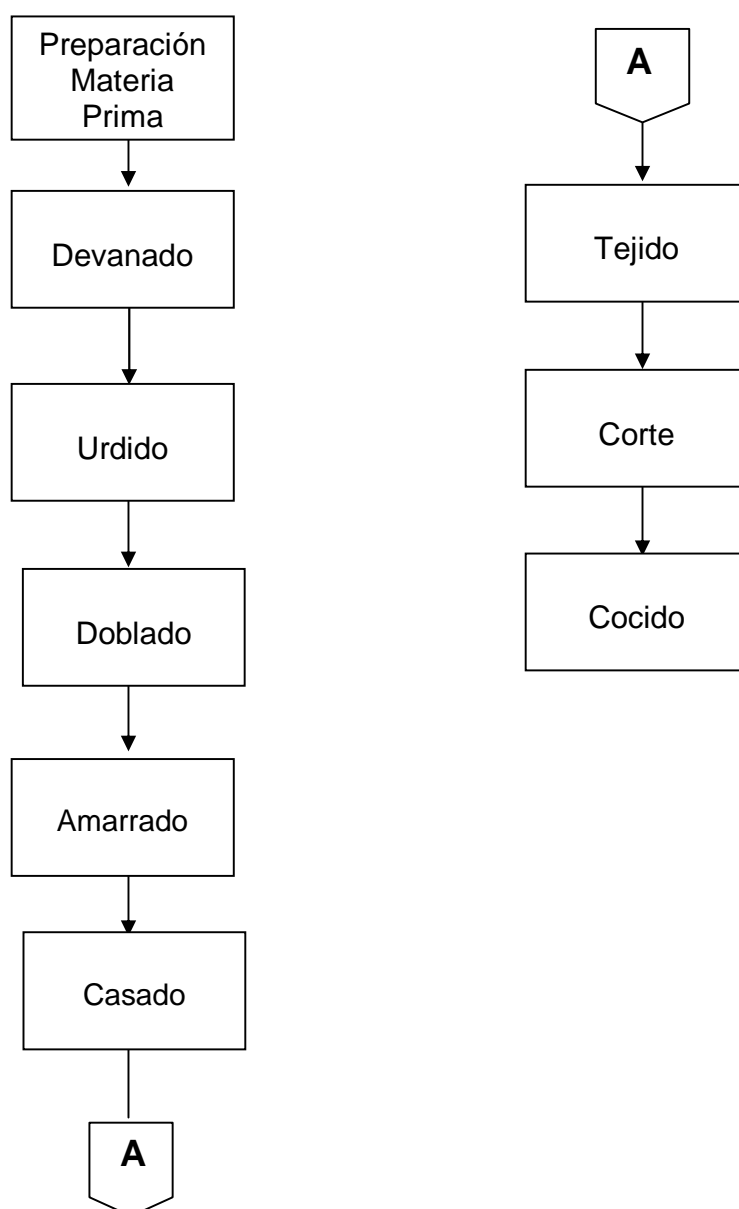 Preparación
Materia
Prima
Devanado
Urdido
Doblado
Amarrado
Casado
A
A
Tejido
Corte
Cocido